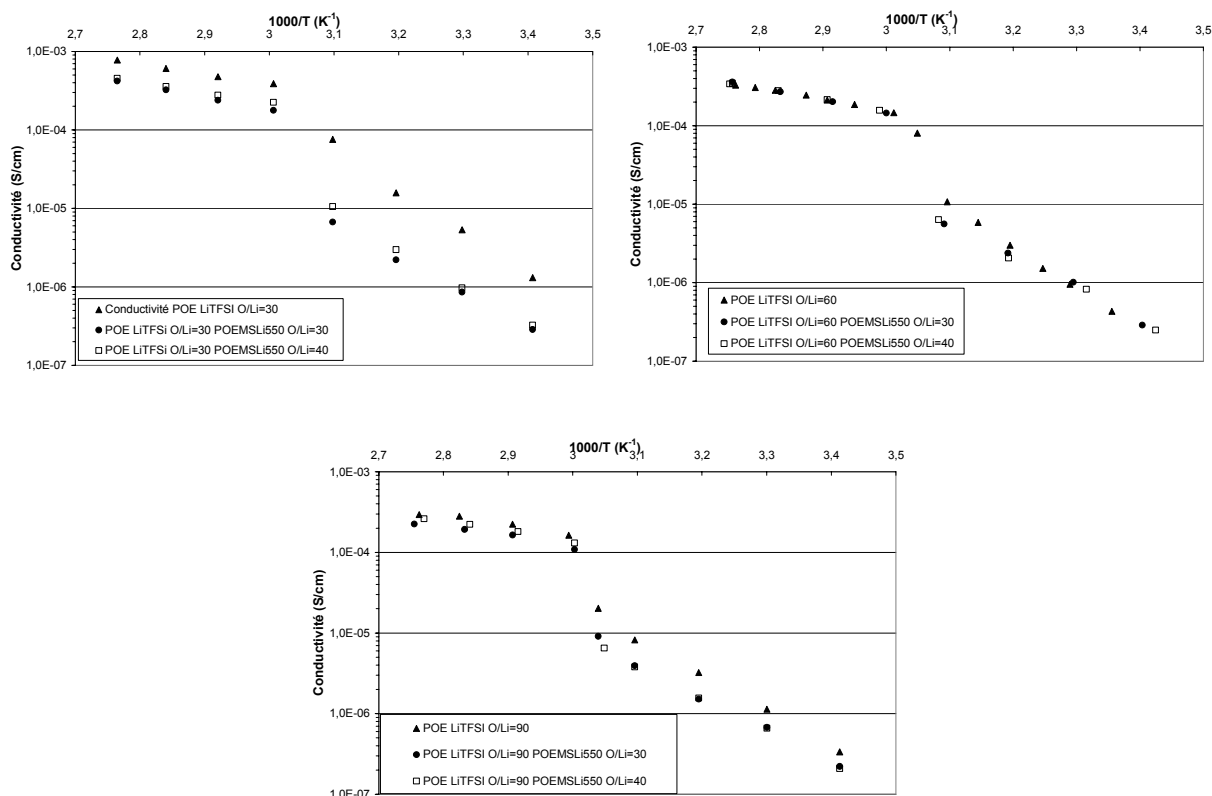 1000/T (K-1)
2,7 2,8 2,9 3 3,1 3,2 3,3 3,4 3,5
1,0E-03
1,0E-04
1,0E-05
1,0E-06
1,0E-07
Conductivité (S/cm)
Conductivité POE LiTFSI O/Li=30
POE LiTFSi O/Li=30 POEMSLi550 O/Li=30
POE LiTFSi O/Li=30 POEMSLi550 O/Li=40
1000/T (K-1)
2,7 2,8 2,9 3 3,1 3,2 3,3 3,4 3,5
1,0E-03
1,0E-04
1,0E-05
1,0E-06
1,0E-07
Conductivité (S/cm)
POE LiTFSI O/Li=60
POE LiTFSI O/Li=60 POEMSLi550 O/Li=30
POE LiTFSI O/Li=60 POEMSLi550 O/Li=40
1000/T (K-1)
2,7 2,8 2,9 3 3,1 3,2 3,3 3,4 3,5
1,0E-03
1,0E-04
1,0E-05
1,0E-06
1,0E-07
Conductivité (S/cm)
POE LiTFSI O/Li=90
POE LiTFSI O/Li=90 POEMSLi550 O/Li=30
POE LiTFSI O/Li=90 POEMSLi550 O/Li=40